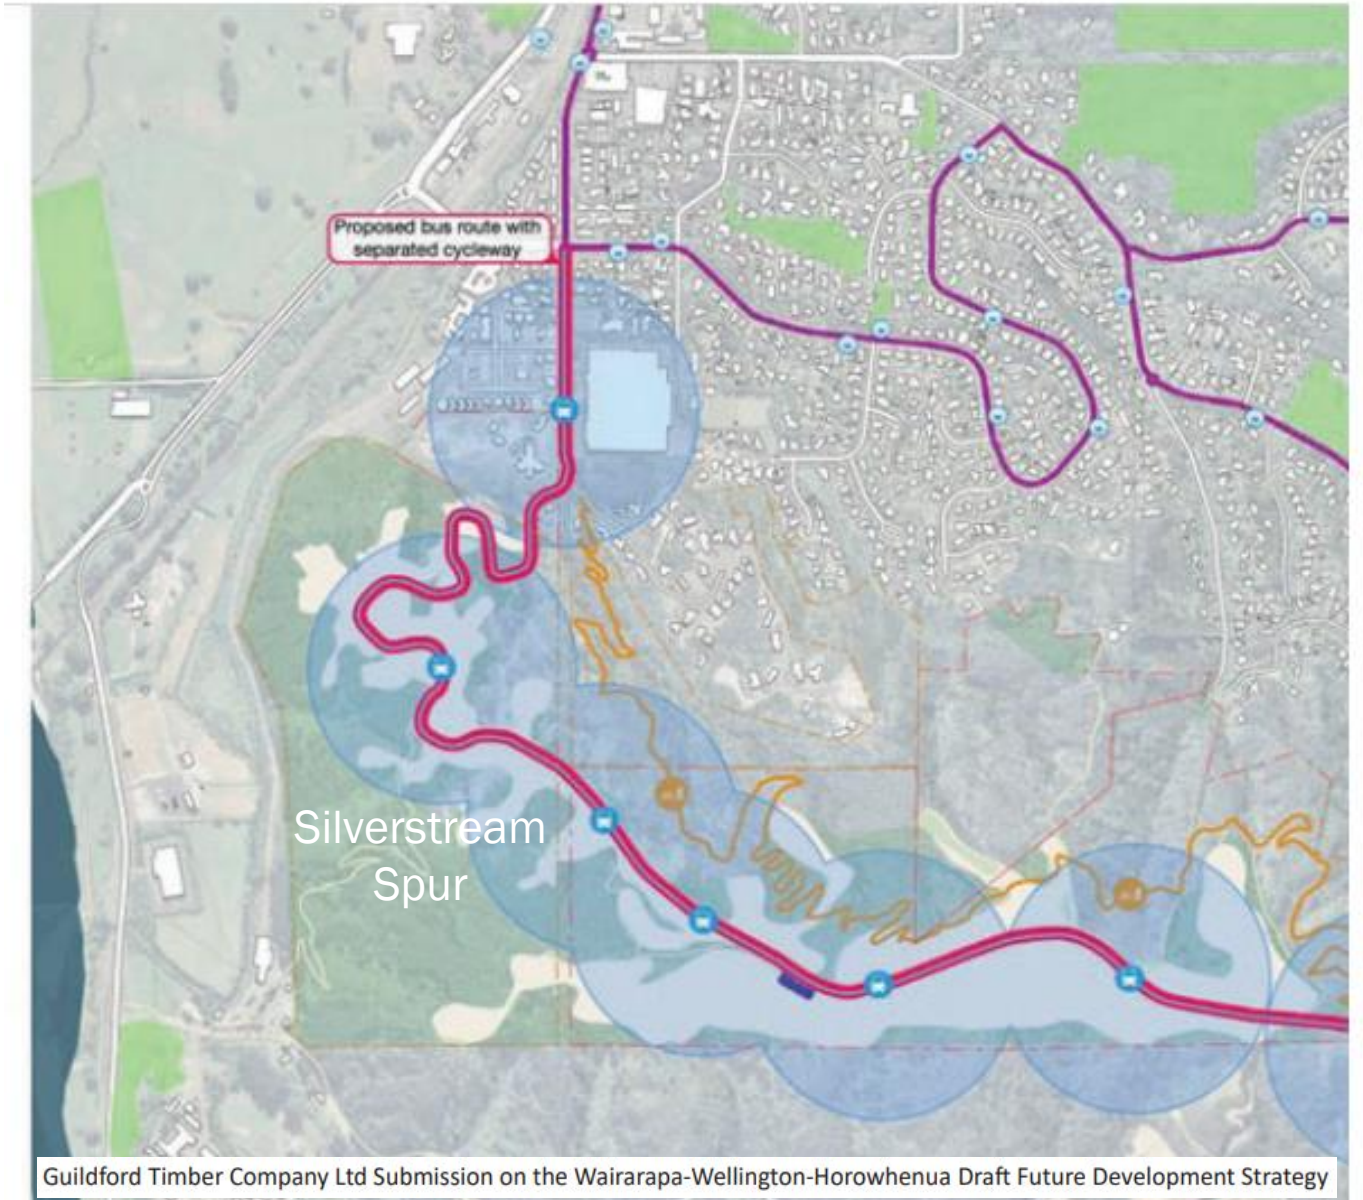 Proposed bus route with
separated cycleway
Silverstream
Spur
Guildford Timber Company Ltd Submission on the Wairarapa-Wellington-Horowhenua Draft Future Development Strategy